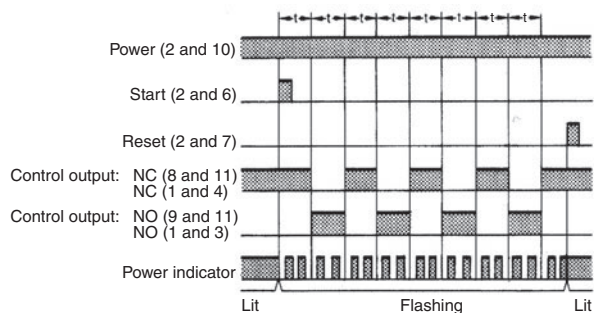 t t t t t t t t
Power (2 and 10)
Start (2 and 6)
Reset (2 and 7)
Control output: NC (8 and 11)
NC (1 and 4)
Control output: NO (9 and 11)
NO (1 and 3)
Power indicator
Lit Flashing Lit